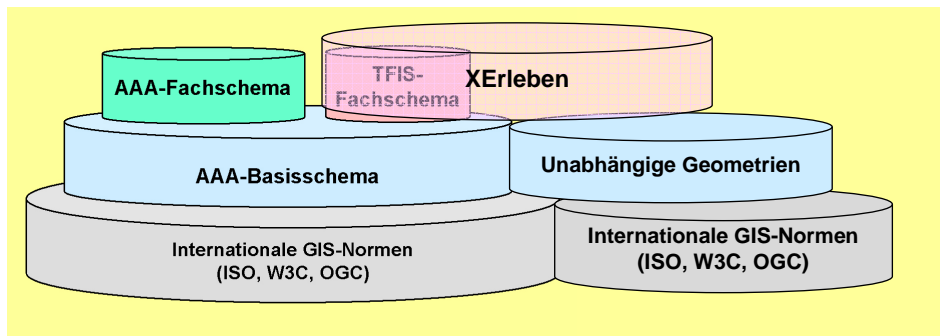 AAA-Fachschema
TFIS-
Fachschema
XErleben
AAA-Basisschema
Unabhängige Geometrien
Internationale GIS-Normen
(ISO, W3C, OGC)
Internationale GIS-Normen
(ISO, W3C, OGC)